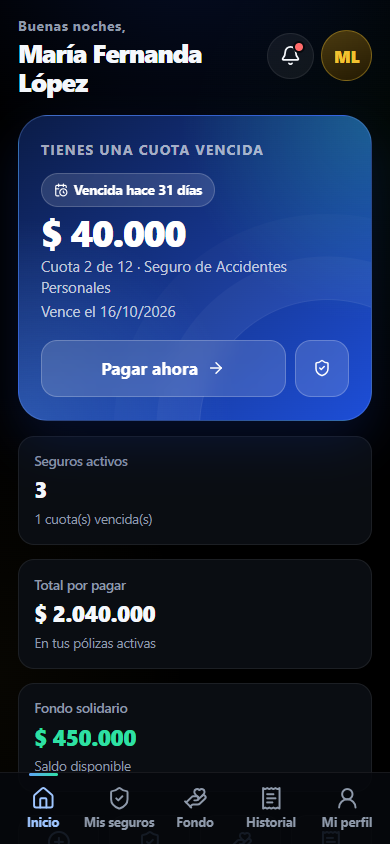 Buenas noches,
María Fernanda
López
ML
TIENES UNA CUOTA VENCIDA
Vencida hace 31 días
$ 40.000
Cuota 2 de 12 · Seguro de Accidentes
Personales
Vence el 16/10/2026
Pagar ahora →
Seguros activos
3
1 cuota(s) vencida(s)
Total por pagar
$ 2.040.000
En tus pólizas activas
Fondo solidario
$ 450.000
Saldo disponible
Inicio
Mis seguros
Fondo
Historial
Mi perfil